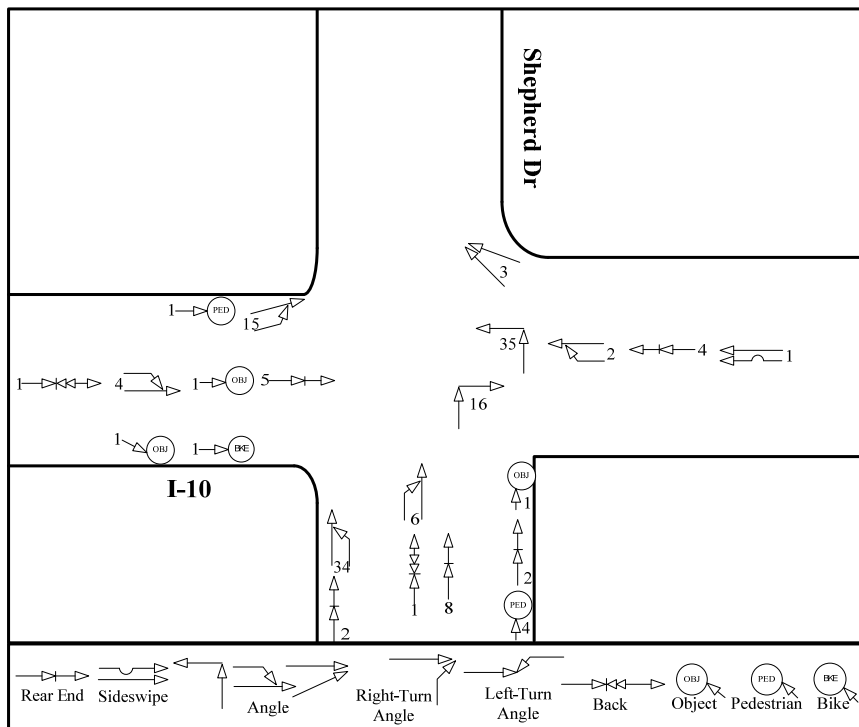 Shepherd Dr
3
1 PED
15
35
2
4
1
1
4
1 OBJ
5
16
1 OBJ
1 BKE
I-10
6
OBJ
1
34
2
1
8
2
PED
4
OBJ
PED
BKE
Rear End
Sideswipe
Angle
Right-Turn
Angle
Left-Turn
Angle
Back
Object
Pedestrian
Bike